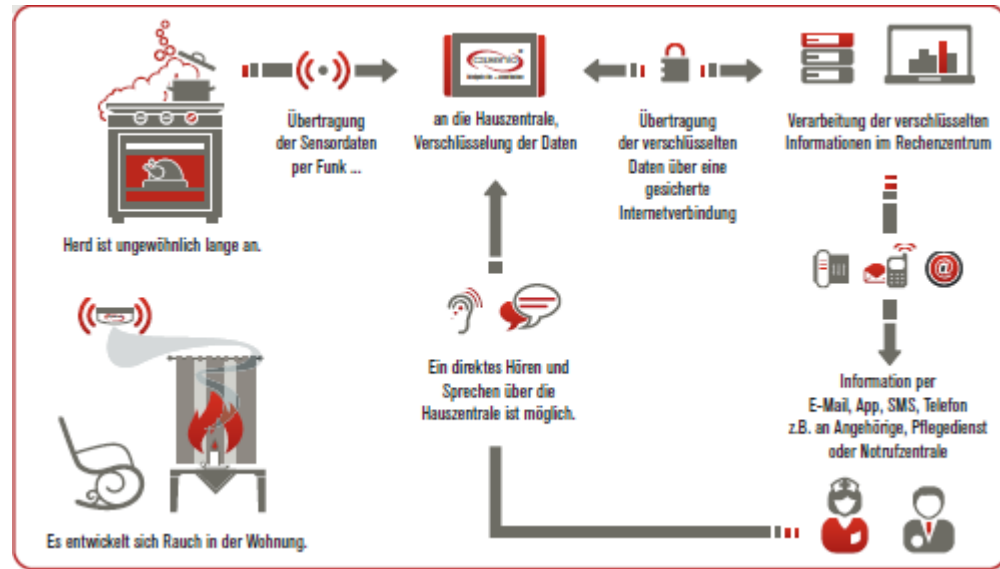 Herd ist ungewöhnlich lange an.
Es entwickelt sich Rauch in der Wohnung.
Übertragung
der Sensordaten
per Funk ...
an die Hauszentrale,
Verschlüsselung der Daten
Übertragung
der verschlüsselten
Daten über eine
gesicherte
Internetverbindung
Verarbeitung der verschlüsselten
Informationen im Rechenzentrum
@
Information per
E-Mail, App, SMS, Telefon
z.B. an Angehörige, Pflegedienst
oder Notrufzentrale
Ein direktes Hören und
Sprechen über die
Hauszentrale ist möglich.